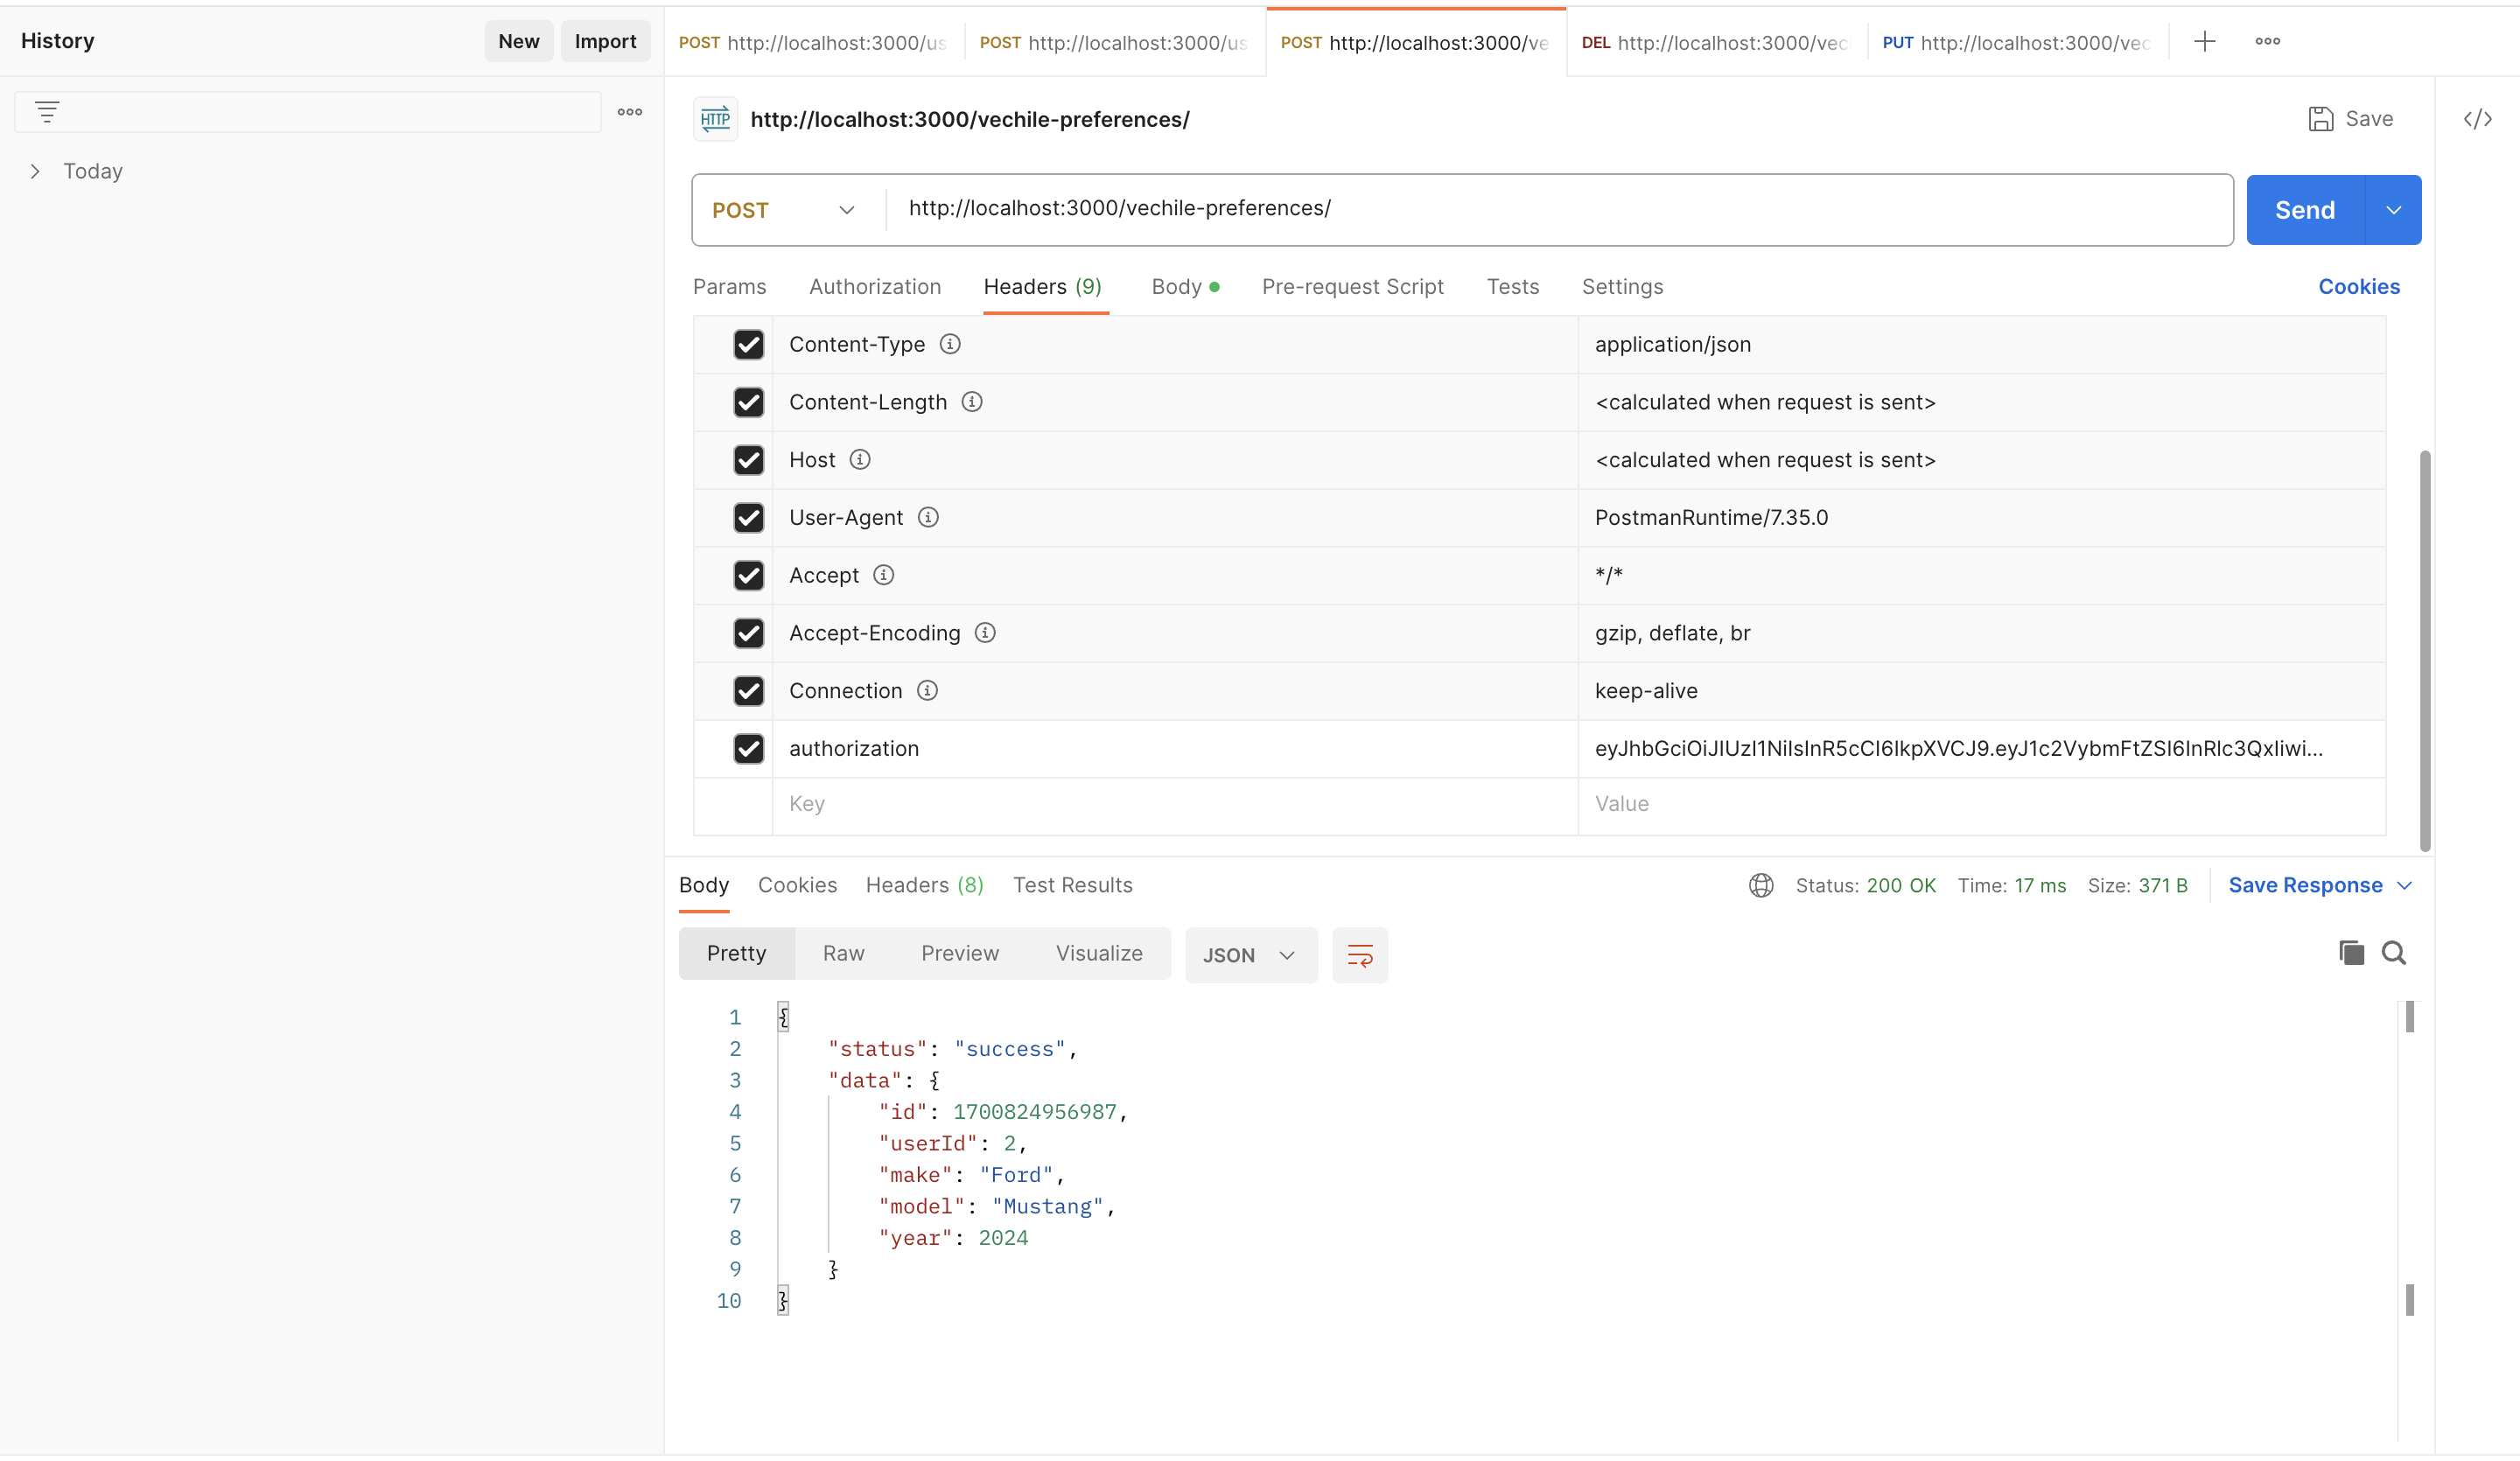 History
New
Import
POST http://localhost:3000/us
POST http://localhost:3000/us
POST http://localhost:3000/ve
DEL http://localhost:3000/vec
PUT http://localhost:3000/vec
Today
HTTP http://localhost:3000/vechile-preferences/
Save
</>
POST http://localhost:3000/vechile-preferences/
Send
Params Authorization Headers (9) Body Pre-request Script Tests Settings Cookies
Content-Type application/json
Content-Length <calculated when request is sent>
Host <calculated when request is sent>
User-Agent PostmanRuntime/7.35.0
Accept */*
Accept-Encoding gzip, deflate, br
Connection keep-alive
authorization eyJhbGciOiJIUzI1NiIsInR5cCI6IkpXVCJ9.eyJ1c2VybmFtZSI6InRlc3QxIiwi...
Key Value
Body Cookies Headers (8) Test Results Status: 200 OK Time: 17 ms Size: 371 B Save Response
Pretty Raw Preview Visualize JSON
1 {
2 "status": "success",
3 "data": {
4 "id": 1700824956987,
5 "userId": 2,
6 "make": "Ford",
7 "model": "Mustang",
8 "year": 2024
9 }
10 }